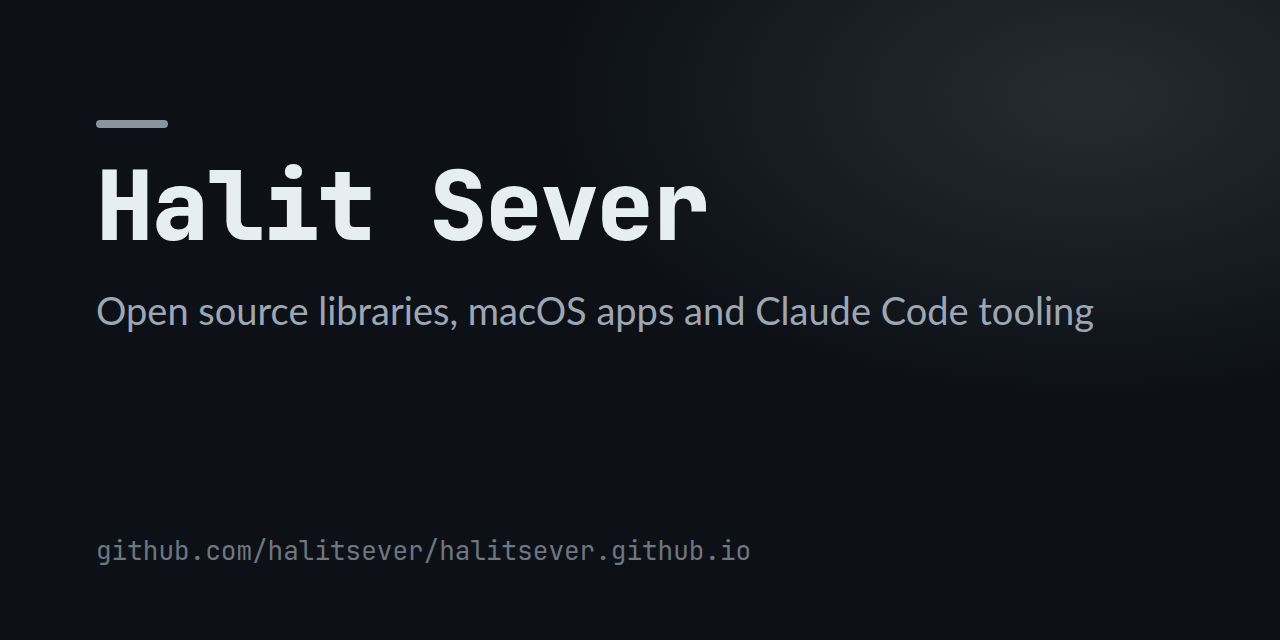 Halit Sever
Open source libraries, macOS apps and Claude Code tooling
github.com/halitsever/halitsever.github.io